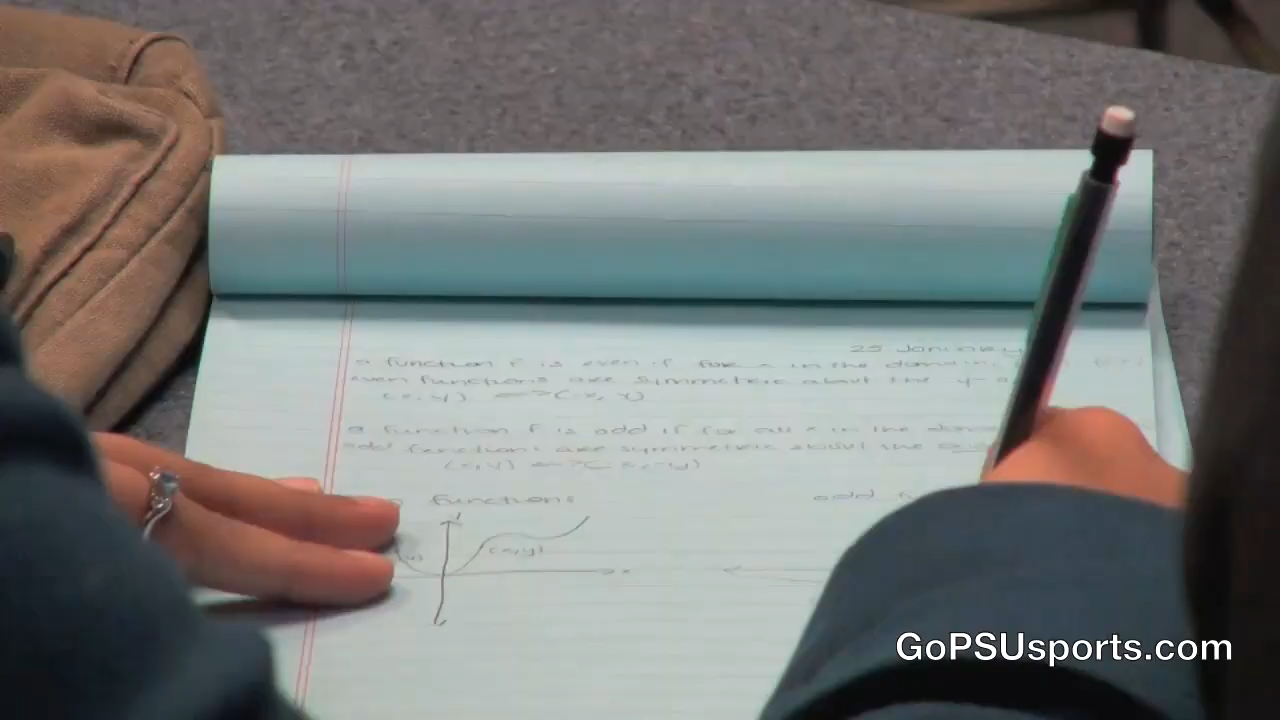 25 January
a function f is even if for x in the domain,
even functions are symmetric about the y-a
(x, y) <=> (-x, y)
a function f is odd if for all x in the dom
odd functions are symmetric about the
(x, y) <=> (-x, -y)
functions
odd
y
(x, y)
x
GoPSUsports.com